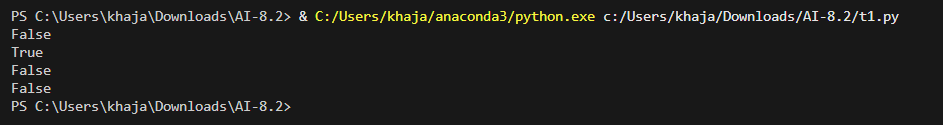 PS C:\Users\khaja\Downloads\AI-8.2> & C:/Users/khaja/anaconda3/python.exe c:/Users/khaja/Downloads/AI-8.2/t1.py
False
True
False
False
PS C:\Users\khaja\Downloads\AI-8.2>